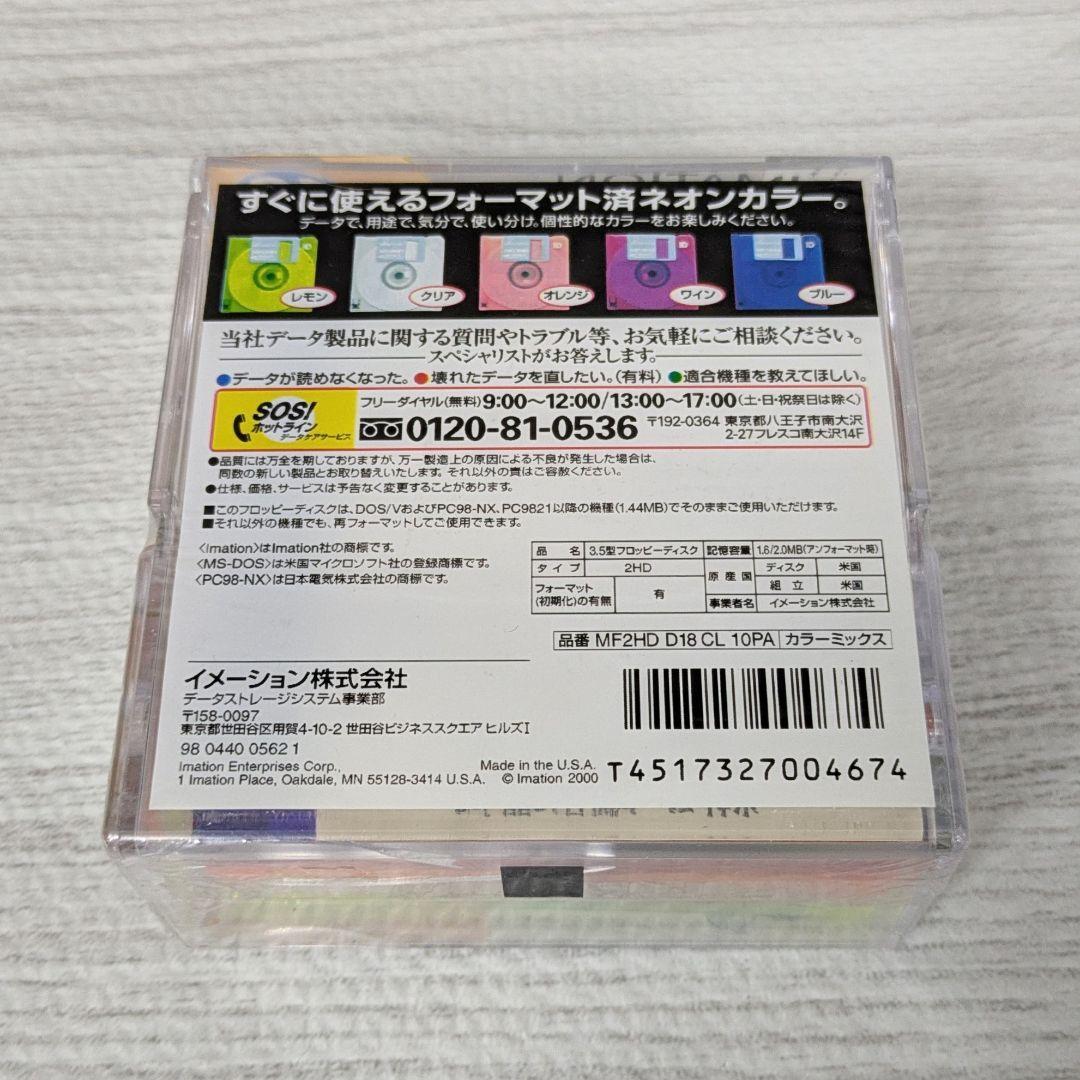 すぐに使えるフォーマット済ネオンカラー。
データで、用途で、気分で、使い分け。個性的なカラーをお楽しみください。
レモン クリア オレンジ ワイン ブルー
当社データ製品に関する質問やトラブル等、お気軽にご相談ください。
スペシャリストがお答えします。
●データが読めなくなった。●壊れたデータを直したい。(有料) ●適合機種を教えてほしい。
SOS!
ホットライン
データケアサービス
フリーダイヤル(無料) 9:00〜12:00/13:00〜17:00(土・日・祝祭日は除く)
0120-81-0536 〒192-0364 東京都八王子市南大沢
2-27フレスコ南大沢14F
●品質には万全を期しておりますが、万一製造上の原因による不良が発生した場合は、
同数の新しい製品とお取り替えいたします。それ以外の責はご容赦ください。
●仕様、価格、サービスは予告なく変更することがあります。
■このフロッピーディスクは、DOS/VおよびPC98-NX、PC9821以降の機種(1.44MB)でそのままご使用いただけます。
■それ以外の機種でも、再フォーマットしてご使用できます。
<imation>はImation社の商標です。
<MS-DOS>は米国マイクロソフト社の登録商標です。
<PC98-NX>は日本電気株式会社の商標です。
品名 3.5型フロッピーディスク 記憶容量 1.6/2.0MB(アンフォーマット時)
タイプ 2HD 原産国 ディスク 米国
フォーマット(初期化)の有無 有 組立 米国
事業者名 イメーション株式会社
品番 MF2HD D18 CL 10PA カラーミックス
イメーション株式会社
データストレージシステム事業部
〒158-0097
東京都世田谷区用賀4-10-2 世田谷ビジネススクエア ヒルズI
98 0440 0562 1
Imation Enterprises Corp.,
1 Imation Place, Oakdale, MN 55128-3414 U.S.A.
Made in the U.S.A.
© Imation 2000
T4517327004674